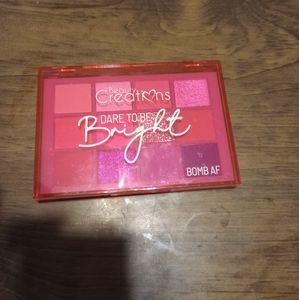 Beauty
Creations
DARE TO BE
Bright
BOMB AF